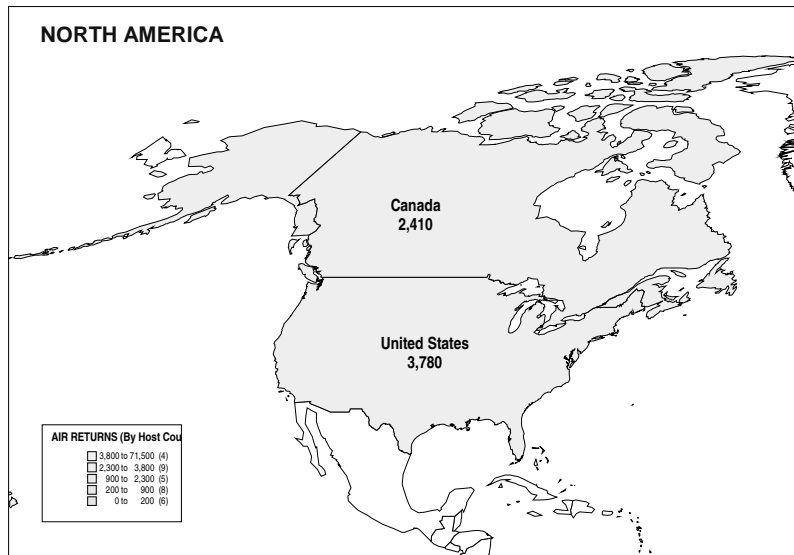 NORTH AMERICA
Canada
2,410
United States
3,780
AIR RETURNS (By Host Cou
3,800 to 71,500 (4)
2,300 to 3,800 (9)
900 to 2,300 (5)
200 to 900 (8)
0 to 200 (6)